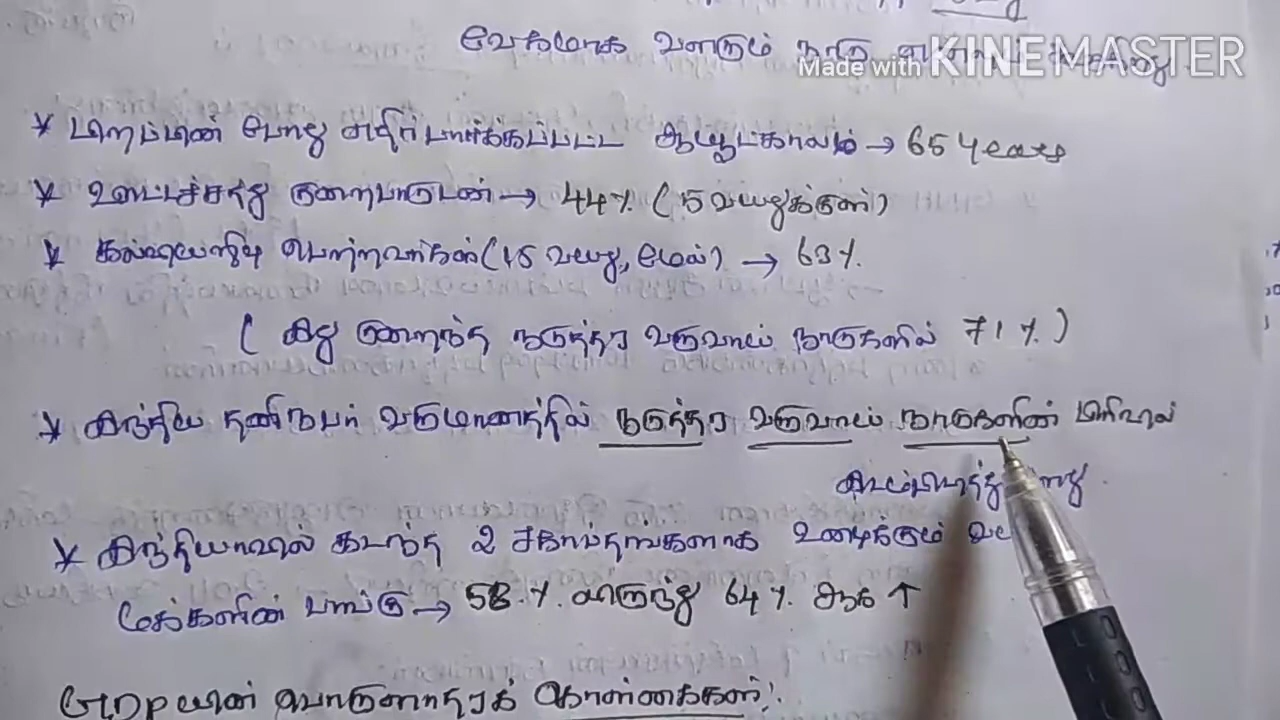 வேகமாக வளரும் நாடு
Made with KINEMASTER
* பிறப்பின் போது எதிர்பார்க்கப்பட்ட ஆயுட்காலம் → 65 years
* ஊட்டச்சத்து குறைபாடுடன் → 44% (5 வயதுக்குள்)
* கல்வியறிவு பெற்றவர்கள் (15 வயது, மேல்) → 63%.
( இது குறைந்த நடுத்தர வருவாய் நாடுகளில் 71 %. )
* இந்திய தனிநபர் வருமானத்தில் நடுத்தர வருவாய் நாடுகளின் பிரிவில்
* இந்தியாவில் கடந்த 2 சகாப்தங்களாக உழைக்கும்
மக்களின் பங்கு → 58 %. லிருந்து 64 %. ஆக ↑
பொருளாதாரக் கொள்கைகள்!